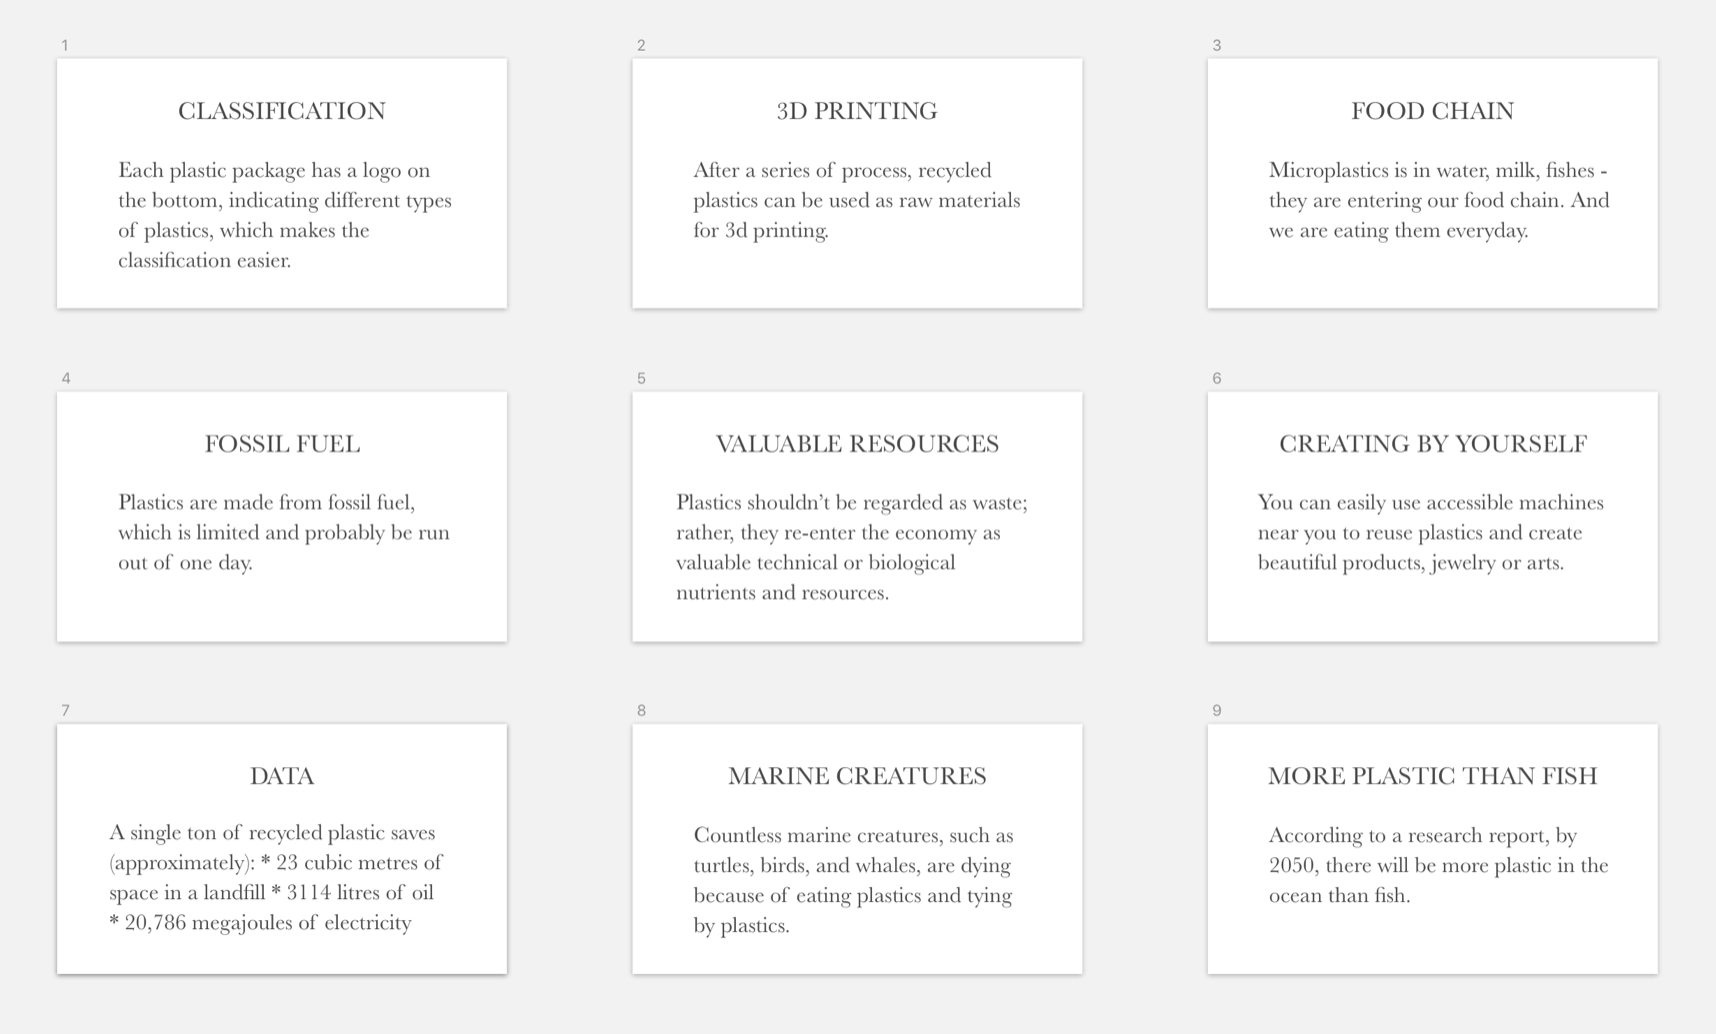 1
CLASSIFICATION
Each plastic package has a logo on
the bottom, indicating different types
of plastics, which makes the
classification easier.
2
3D PRINTING
After a series of process, recycled
plastics can be used as raw materials
for 3d printing.
3
FOOD CHAIN
Microplastics is in water, milk, fishes -
they are entering our food chain. And
we are eating them everyday.
4
FOSSIL FUEL
Plastics are made from fossil fuel,
which is limited and probably be run
out of one day.
5
VALUABLE RESOURCES
Plastics shouldn’t be regarded as waste;
rather, they re-enter the economy as
valuable technical or biological
nutrients and resources.
6
CREATING BY YOURSELF
You can easily use accessible machines
near you to reuse plastics and create
beautiful products, jewelry or arts.
7
DATA
A single ton of recycled plastic saves
(approximately): * 23 cubic metres of
space in a landfill * 3114 litres of oil
* 20,786 megajoules of electricity
8
MARINE CREATURES
Countless marine creatures, such as
turtles, birds, and whales, are dying
because of eating plastics and tying
by plastics.
9
MORE PLASTIC THAN FISH
According to a research report, by
2050, there will be more plastic in the
ocean than fish.